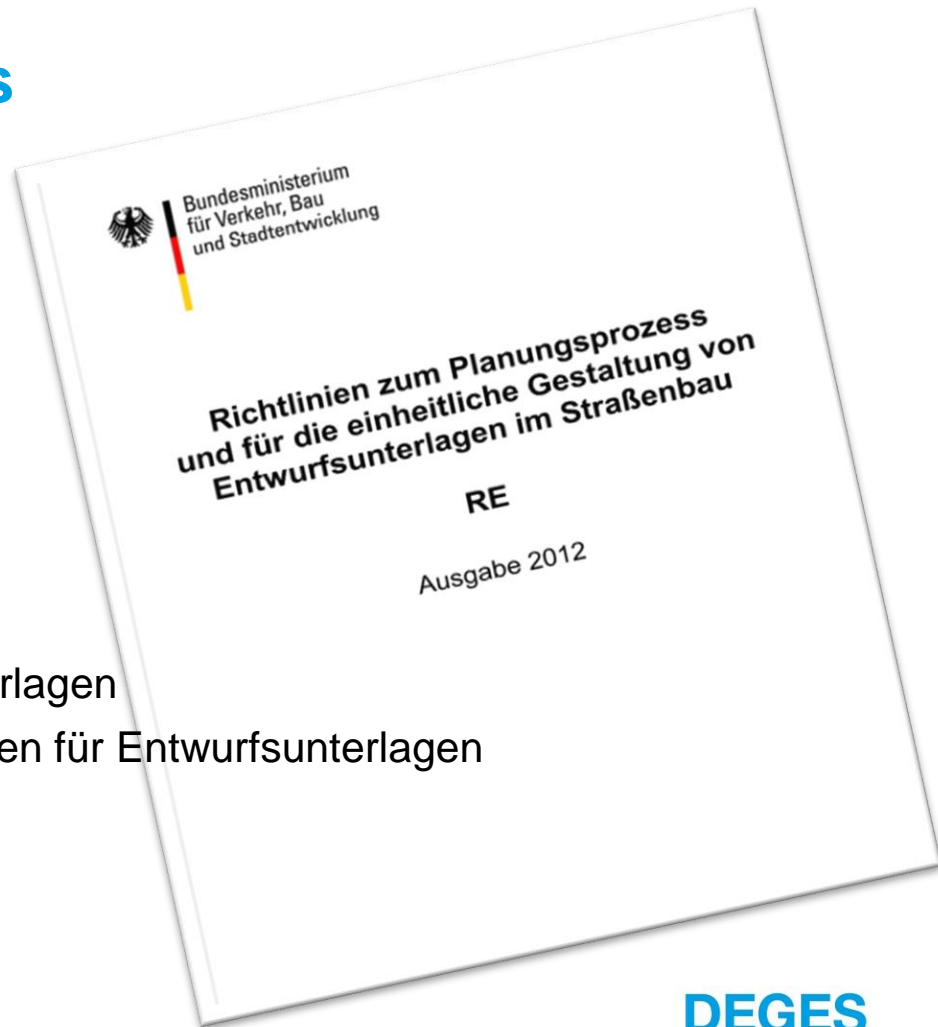 s
Bundesministerium
für Verkehr, Bau
und Stadtentwicklung
Richtlinien zum Planungsprozess
und für die einheitliche Gestaltung von
Entwurfsunterlagen im Straßenbau
RE
Ausgabe 2012
rlagen
en für Entwurfsunterlagen
DEGES